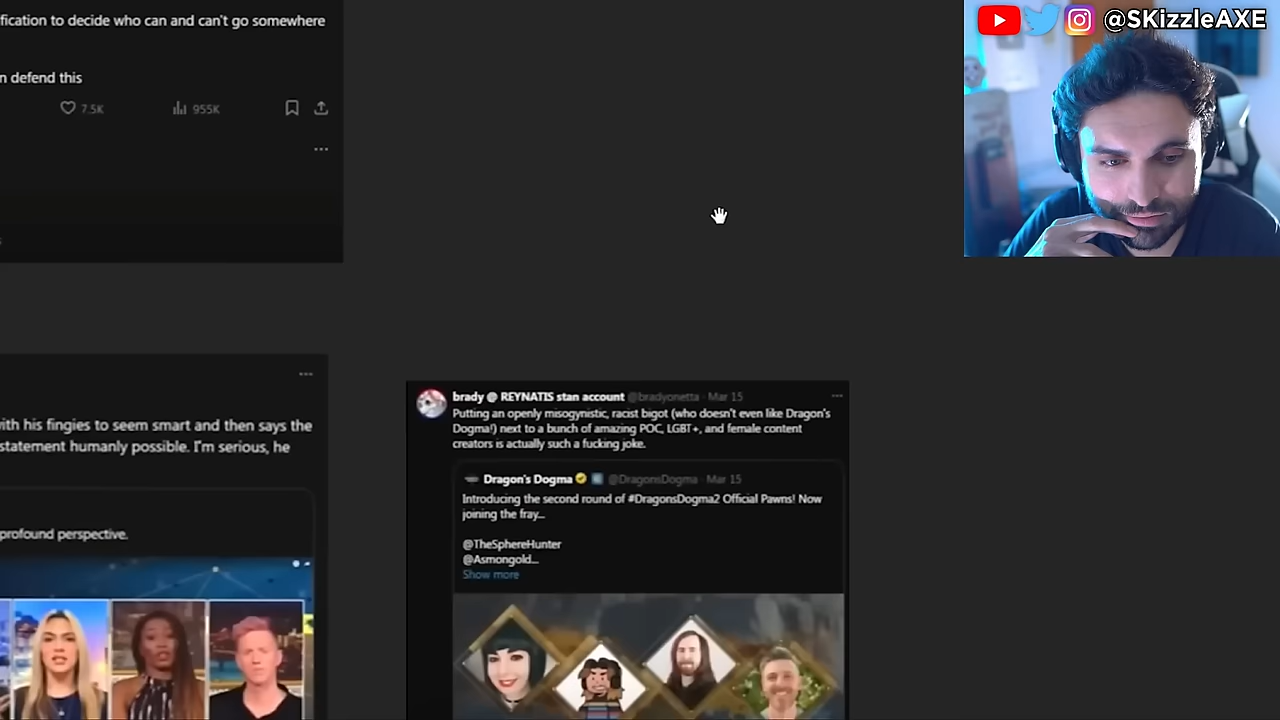 fication to decide who can and can't go somewhere
n defend this
7.5K 955K
@SKizzleAXE
with his fingies to seem smart and then says the
statement humanly possible. I'm serious, he
profound perspective.
brady @ REYNATIS stan account @bradyonetta · Mar 15
Putting an openly misogynistic, racist bigot (who doesn't even like Dragon's
Dogma!) next to a bunch of amazing POC, LGBT+, and female content
creators is actually such a fucking joke.
Dragon's Dogma @DragonsDogma · Mar 15
Introducing the second round of #DragonsDogma2 Official Pawns! Now
joining the fray...
@TheSphereHunter
@Asmongold...
Show more